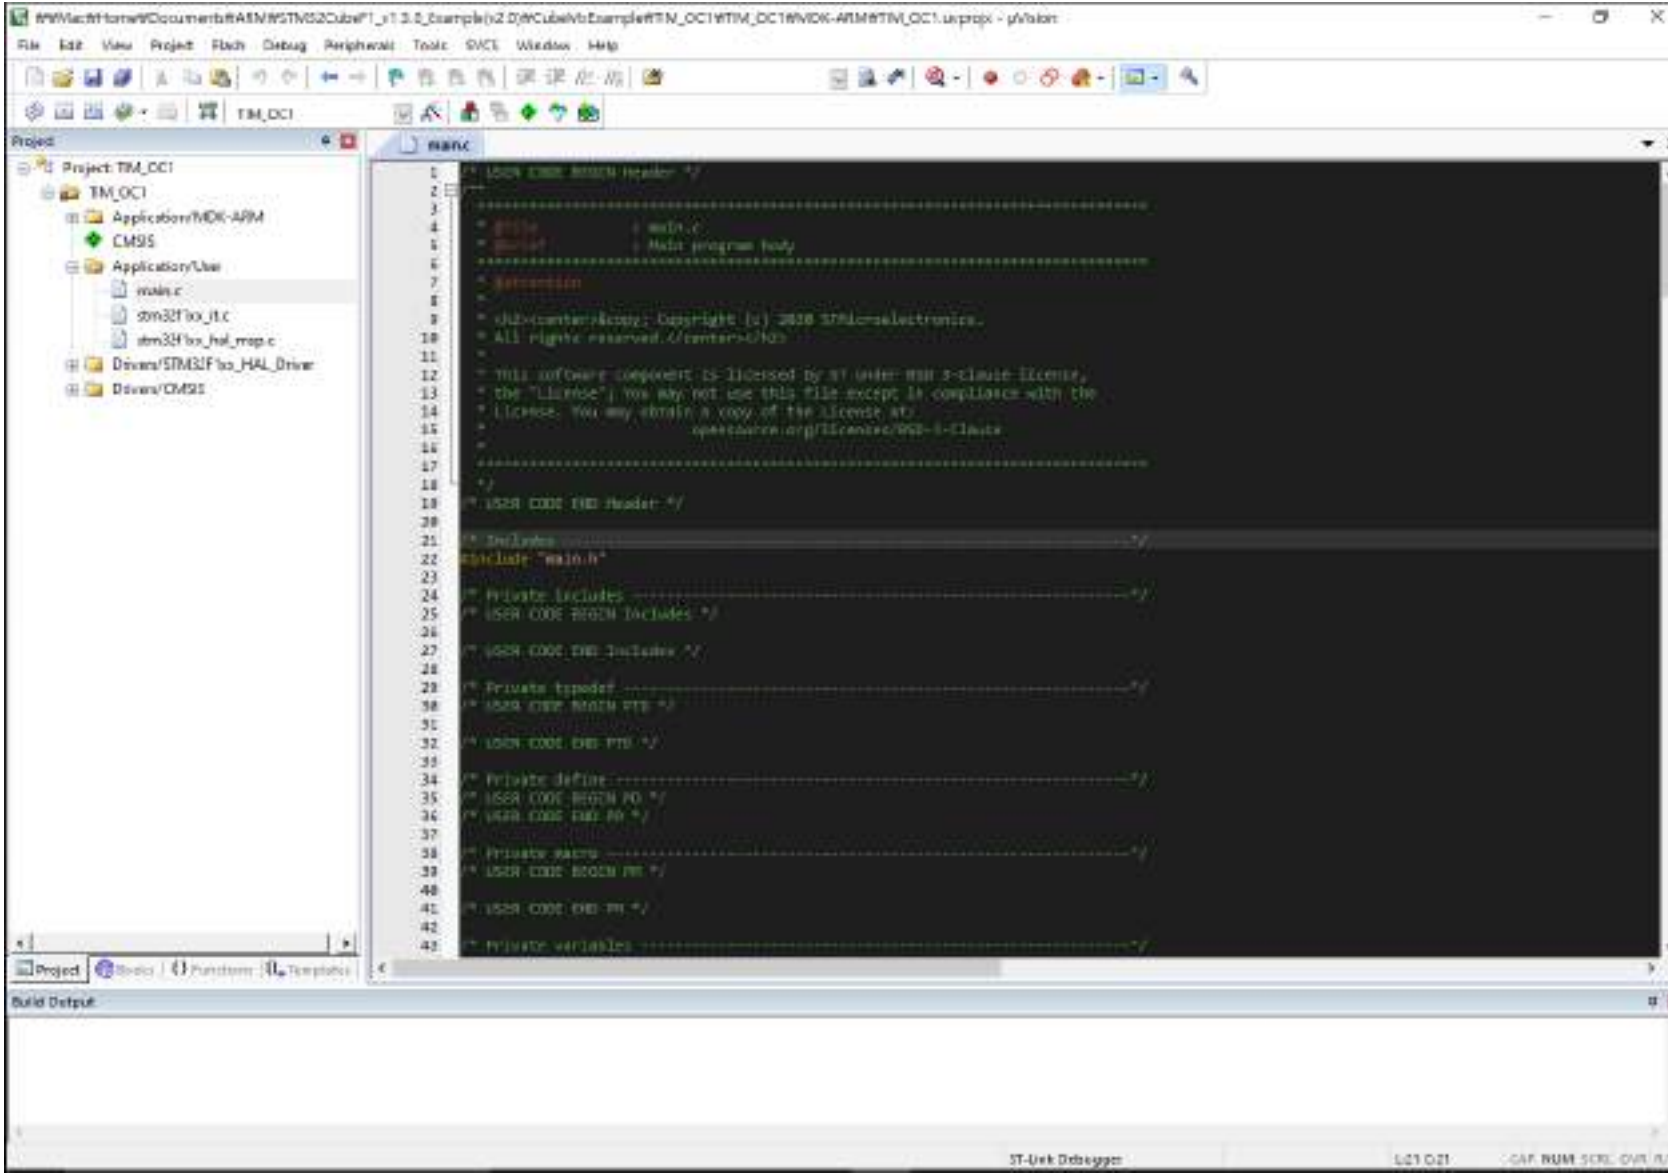 File Edit View Project Flash Debug Peripherals Tools SVCS Window Help
TIM_OC1
Project
main.c
Project: TIM_OC1
TIM_OC1
Application/MDK-ARM
CMSIS
Application/User
main.c
stm32f1xx_it.c
stm32f1xx_hal_msp.c
Drivers/STM32F1xx_HAL_Driver
Drivers/CMSIS
1 /* USER CODE BEGIN Header */
2 /**
3 ******************************************************************************
4 * @file : main.c
5 * @brief : Main program body
6 ******************************************************************************
7 * @attention
8 *
9 * <h2><center>&copy; Copyright (c) 2020 STMicroelectronics.
10 * All rights reserved.</center></h2>
11 *
12 * This software component is licensed by ST under BSD 3-Clause license,
13 * the "License"; You may not use this file except in compliance with the
14 * License. You may obtain a copy of the License at:
15 * opensource.org/licenses/BSD-3-Clause
16 *
17 ******************************************************************************
18 */
19 /* USER CODE END Header */
20
21 /* Includes ------------------------------------------------------------------*/
22 #include "main.h"
23
24 /* Private includes ----------------------------------------------------------*/
25 /* USER CODE BEGIN Includes */
26
27 /* USER CODE END Includes */
28
29 /* Private typedef -----------------------------------------------------------*/
30 /* USER CODE BEGIN PTD */
31
32 /* USER CODE END PTD */
33
34 /* Private define ------------------------------------------------------------*/
35 /* USER CODE BEGIN PD */
36 /* USER CODE END PD */
37
38 /* Private macro -------------------------------------------------------------*/
39 /* USER CODE BEGIN PM */
40
41 /* USER CODE END PM */
42
43 /* Private variables ---------------------------------------------------------*/
Project Books {} Functions Templates
Build Output
ST-Link Debugger L:21 C:21 CAP NUM SCRL OVR